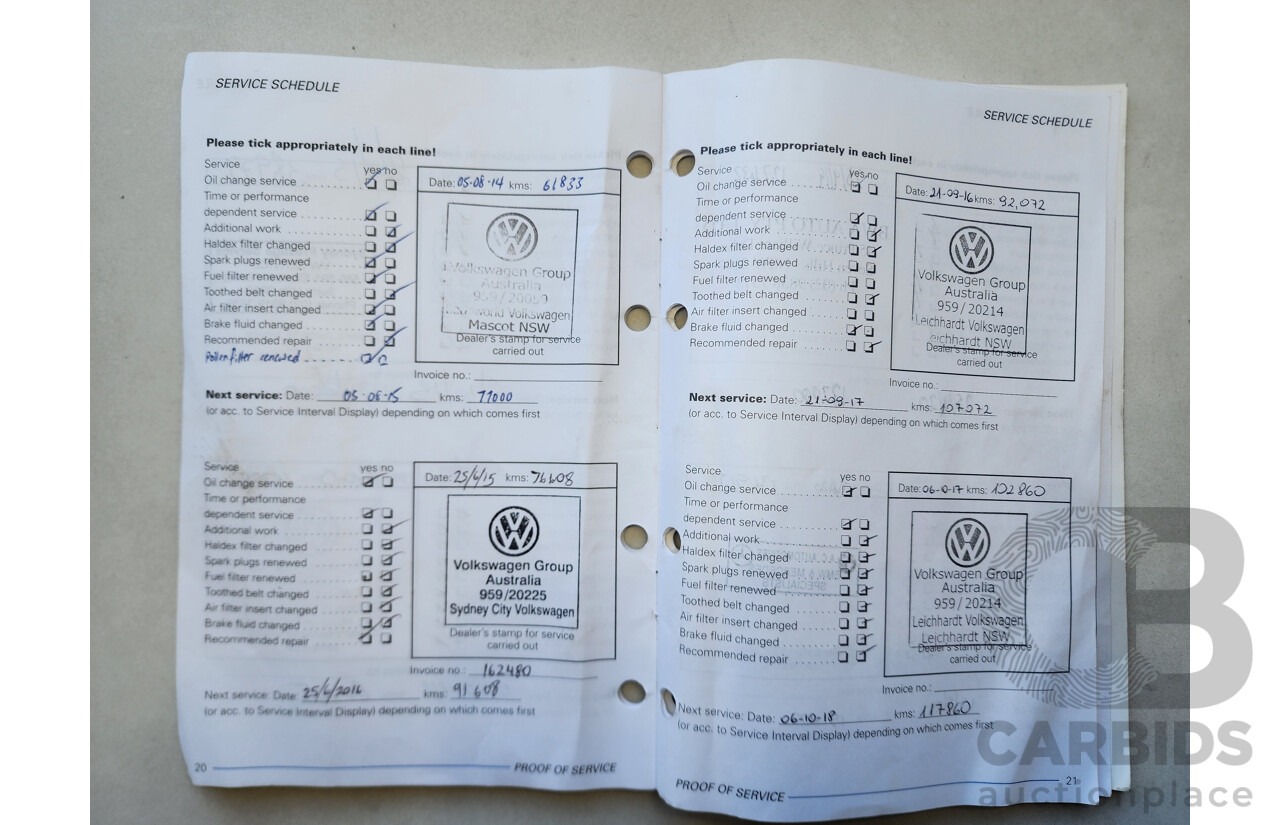 SERVICE SCHEDULE
Please tick appropriately in each line!
Service yes no
Oil change service
Time or performance
dependent service
Additional work
Haldex filter changed
Spark plugs renewed
Fuel filter renewed
Toothed belt changed
Air filter insert changed
Brake fluid changed
Recommended repair
Pollen filter renewed
Date: 05-08-14 kms: 61833
Volkswagen Group
Australia
Volkswagen
Mascot NSW
Dealer's stamp for service
carried out
Invoice no.:
Next service: Date: 05-08-15 kms: 77000
(or acc. to Service Interval Display) depending on which comes first
Service yes no
Oil change service
Time or performance
dependent service
Additional work
Haldex filter changed
Spark plugs renewed
Fuel filter renewed
Toothed belt changed
Air filter insert changed
Brake fluid changed
Recommended repair
Date: 25/6/15 kms: 76608
Volkswagen Group
Australia
959/20225
Sydney City Volkswagen
Dealer's stamp for service
carried out
Invoice no.: 162480
Next service: Date: 25/6/2016 kms: 91 608
(or acc. to Service Interval Display) depending on which comes first
20 PROOF OF SERVICE
SERVICE SCHEDULE
Please tick appropriately in each line!
Service yes no
Oil change service
Time or performance
dependent service
Additional work
Haldex filter changed
Spark plugs renewed
Fuel filter renewed
Toothed belt changed
Air filter insert changed
Brake fluid changed
Recommended repair
Date: 21-09-16 kms: 92,072
Volkswagen Group
Australia
959/20214
Leichhardt Volkswagen
Leichhardt NSW
Dealer's stamp for service
carried out
Invoice no.:
Next service: Date: 21-09-17 kms: 107072
(or acc. to Service Interval Display) depending on which comes first
Service yes no
Oil change service
Time or performance
dependent service
Additional work
Haldex filter changed
Spark plugs renewed
Fuel filter renewed
Toothed belt changed
Air filter insert changed
Brake fluid changed
Recommended repair
Date: 06-10-17 kms: 102860
Volkswagen Group
Australia
959/20214
Leichhardt Volkswagen
Leichhardt NSW
Dealer's stamp for service
carried out
Invoice no.:
Next service: Date: 06-10-18 kms: 117860
(or acc. to Service Interval Display) depending on which comes first
PROOF OF SERVICE 21
CARBIDS
auctionplace